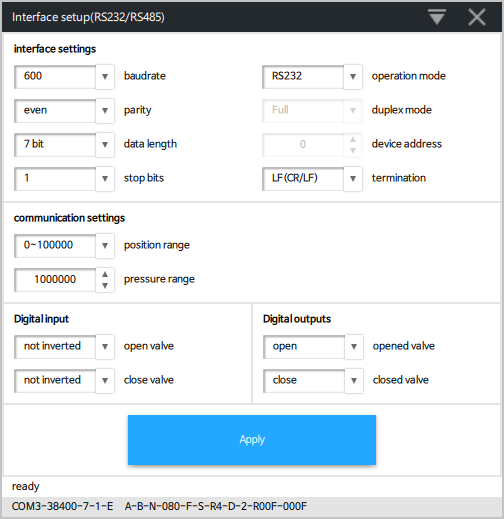 Interface setup(RS232/RS485)
interface settings
600 baudrate RS232 operation mode
even parity Full duplex mode
7 bit data length 0 device address
1 stop bits LF(CR/LF) termination
communication settings
0~100000 position range
1000000 pressure range
Digital input Digital outputs
not inverted open valve open opened valve
not inverted close valve close closed valve
Apply
ready
COM3-38400-7-1-E A-B-N-080-F-S-R4-D-2-R00F-000F